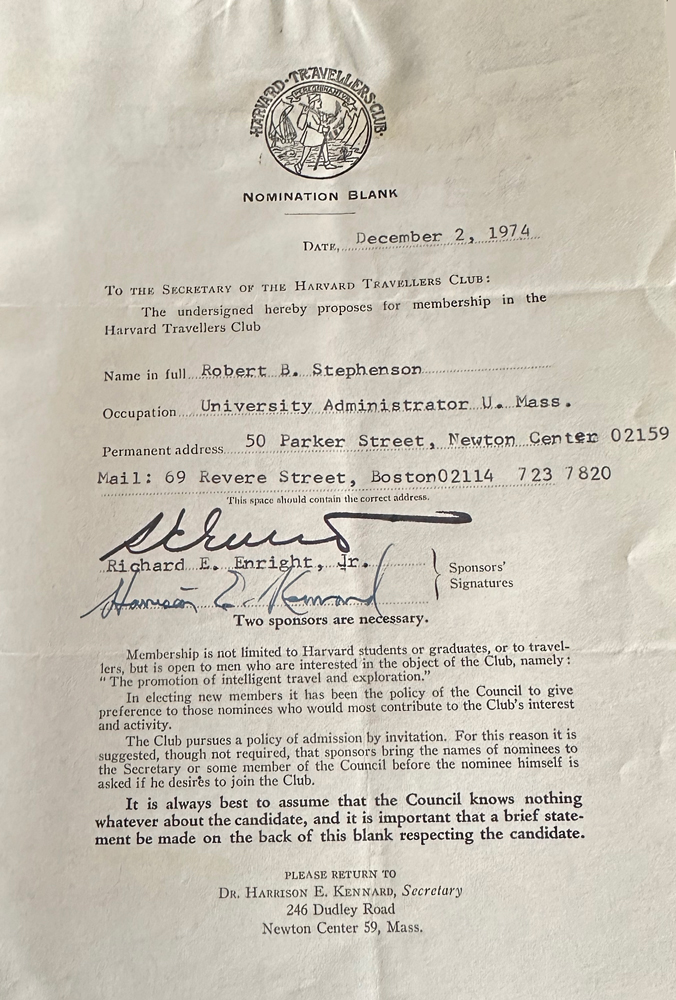 HARVARD·TRAVELLERS·CLUB·
NOMINATION BLANK
DATE, December 2, 1974
TO THE SECRETARY OF THE HARVARD TRAVELLERS CLUB:
The undersigned hereby proposes for membership in the
Harvard Travellers Club
Name in full Robert B. Stephenson
Occupation University Administrator U. Mass.
Permanent address 50 Parker Street, Newton Center 02159
Mail: 69 Revere Street, Boston02114 723 7820
This space should contain the correct address.
Richard E. Enright, Jr.
Harrison E. Kennard
Sponsors'
Signatures
Two sponsors are necessary.
Membership is not limited to Harvard students or graduates, or to travel-
lers, but is open to men who are interested in the object of the Club, namely:
" The promotion of intelligent travel and exploration."
In electing new members it has been the policy of the Council to give
preference to those nominees who would most contribute to the Club's interest
and activity.
The Club pursues a policy of admission by invitation. For this reason it is
suggested, though not required, that sponsors bring the names of nominees to
the Secretary or some member of the Council before the nominee himself is
asked if he desires to join the Club.
It is always best to assume that the Council knows nothing
whatever about the candidate, and it is important that a brief state-
ment be made on the back of this blank respecting the candidate.
PLEASE RETURN TO
DR. HARRISON E. KENNARD, Secretary
246 Dudley Road
Newton Center 59, Mass.